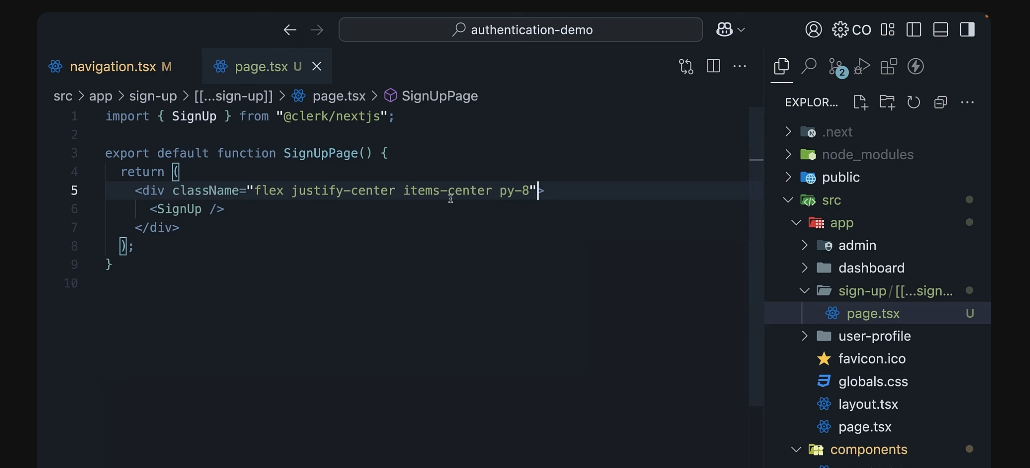 authentication-demo
CO
navigation.tsx M
page.tsx U
src > app > sign-up > [[...sign-up]] > page.tsx > SignUpPage
1 import { SignUp } from "@clerk/nextjs";
2
3 export default function SignUpPage() {
4 return (
5 <div className="flex justify-center items-center py-8">
6 <SignUp />
7 </div>
8 );
9 }
10
2
EXPLOR...
.next
node_modules
public
src
app
admin
dashboard
sign-up/[[...sign...
page.tsx U
user-profile
favicon.ico
globals.css
layout.tsx
page.tsx
components